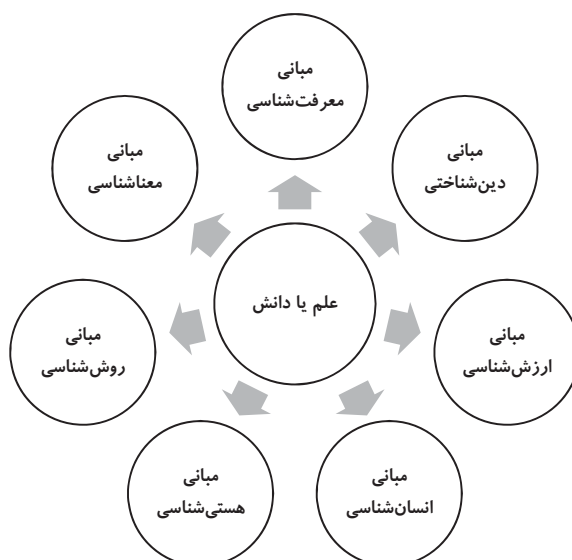 مبانی
معرفت‌شناسی
مبانی
دین‌شناختی
مبانی
ارزش‌شناسی
مبانی
انسان‌شناسی
مبانی
هستی‌شناسی
مبانی
روش‌شناسی
مبانی
معناشناسی
علم یا دانش